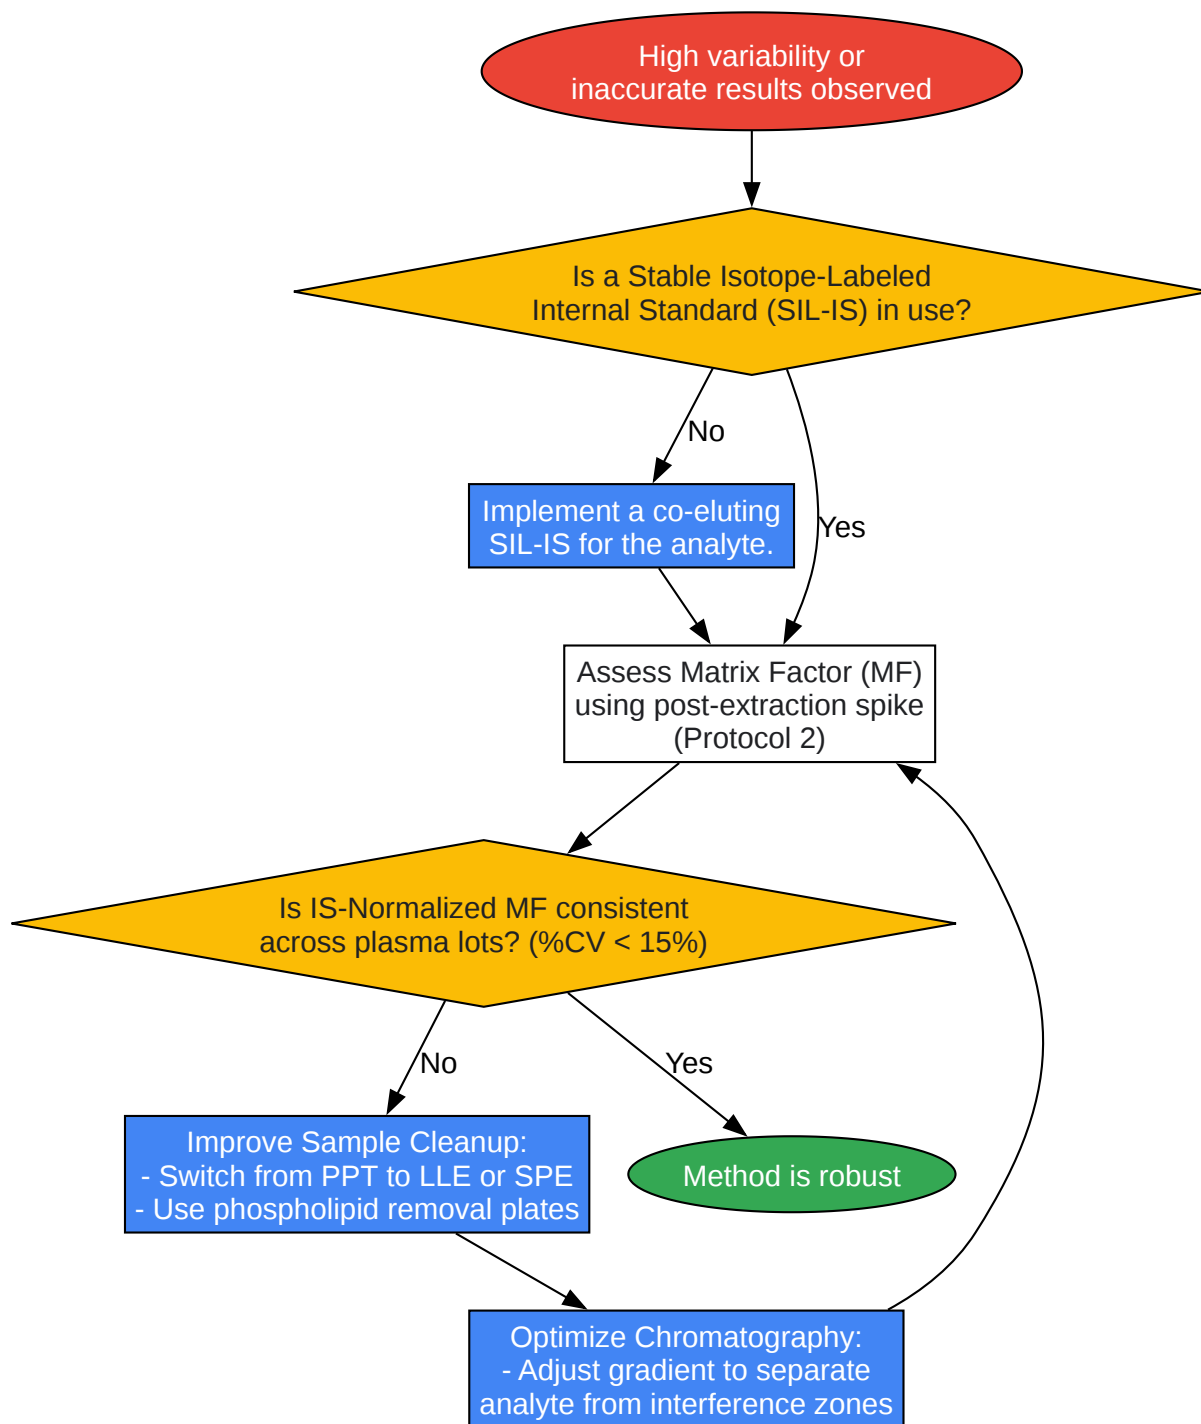 High variability or
inaccurate results observed
Is a Stable Isotope-Labeled
Internal Standard (SIL-IS) in use?
No
Implement a co-eluting
SIL-IS for the analyte.
Yes
Assess Matrix Factor (MF)
using post-extraction spike
(Protocol 2)
Is IS-Normalized MF consistent
across plasma lots? (%CV < 15%)
No
Yes
Improve Sample Cleanup:
- Switch from PPT to LLE or SPE
- Use phospholipid removal plates
Method is robust
Optimize Chromatography:
- Adjust gradient to separate
analyte from interference zones